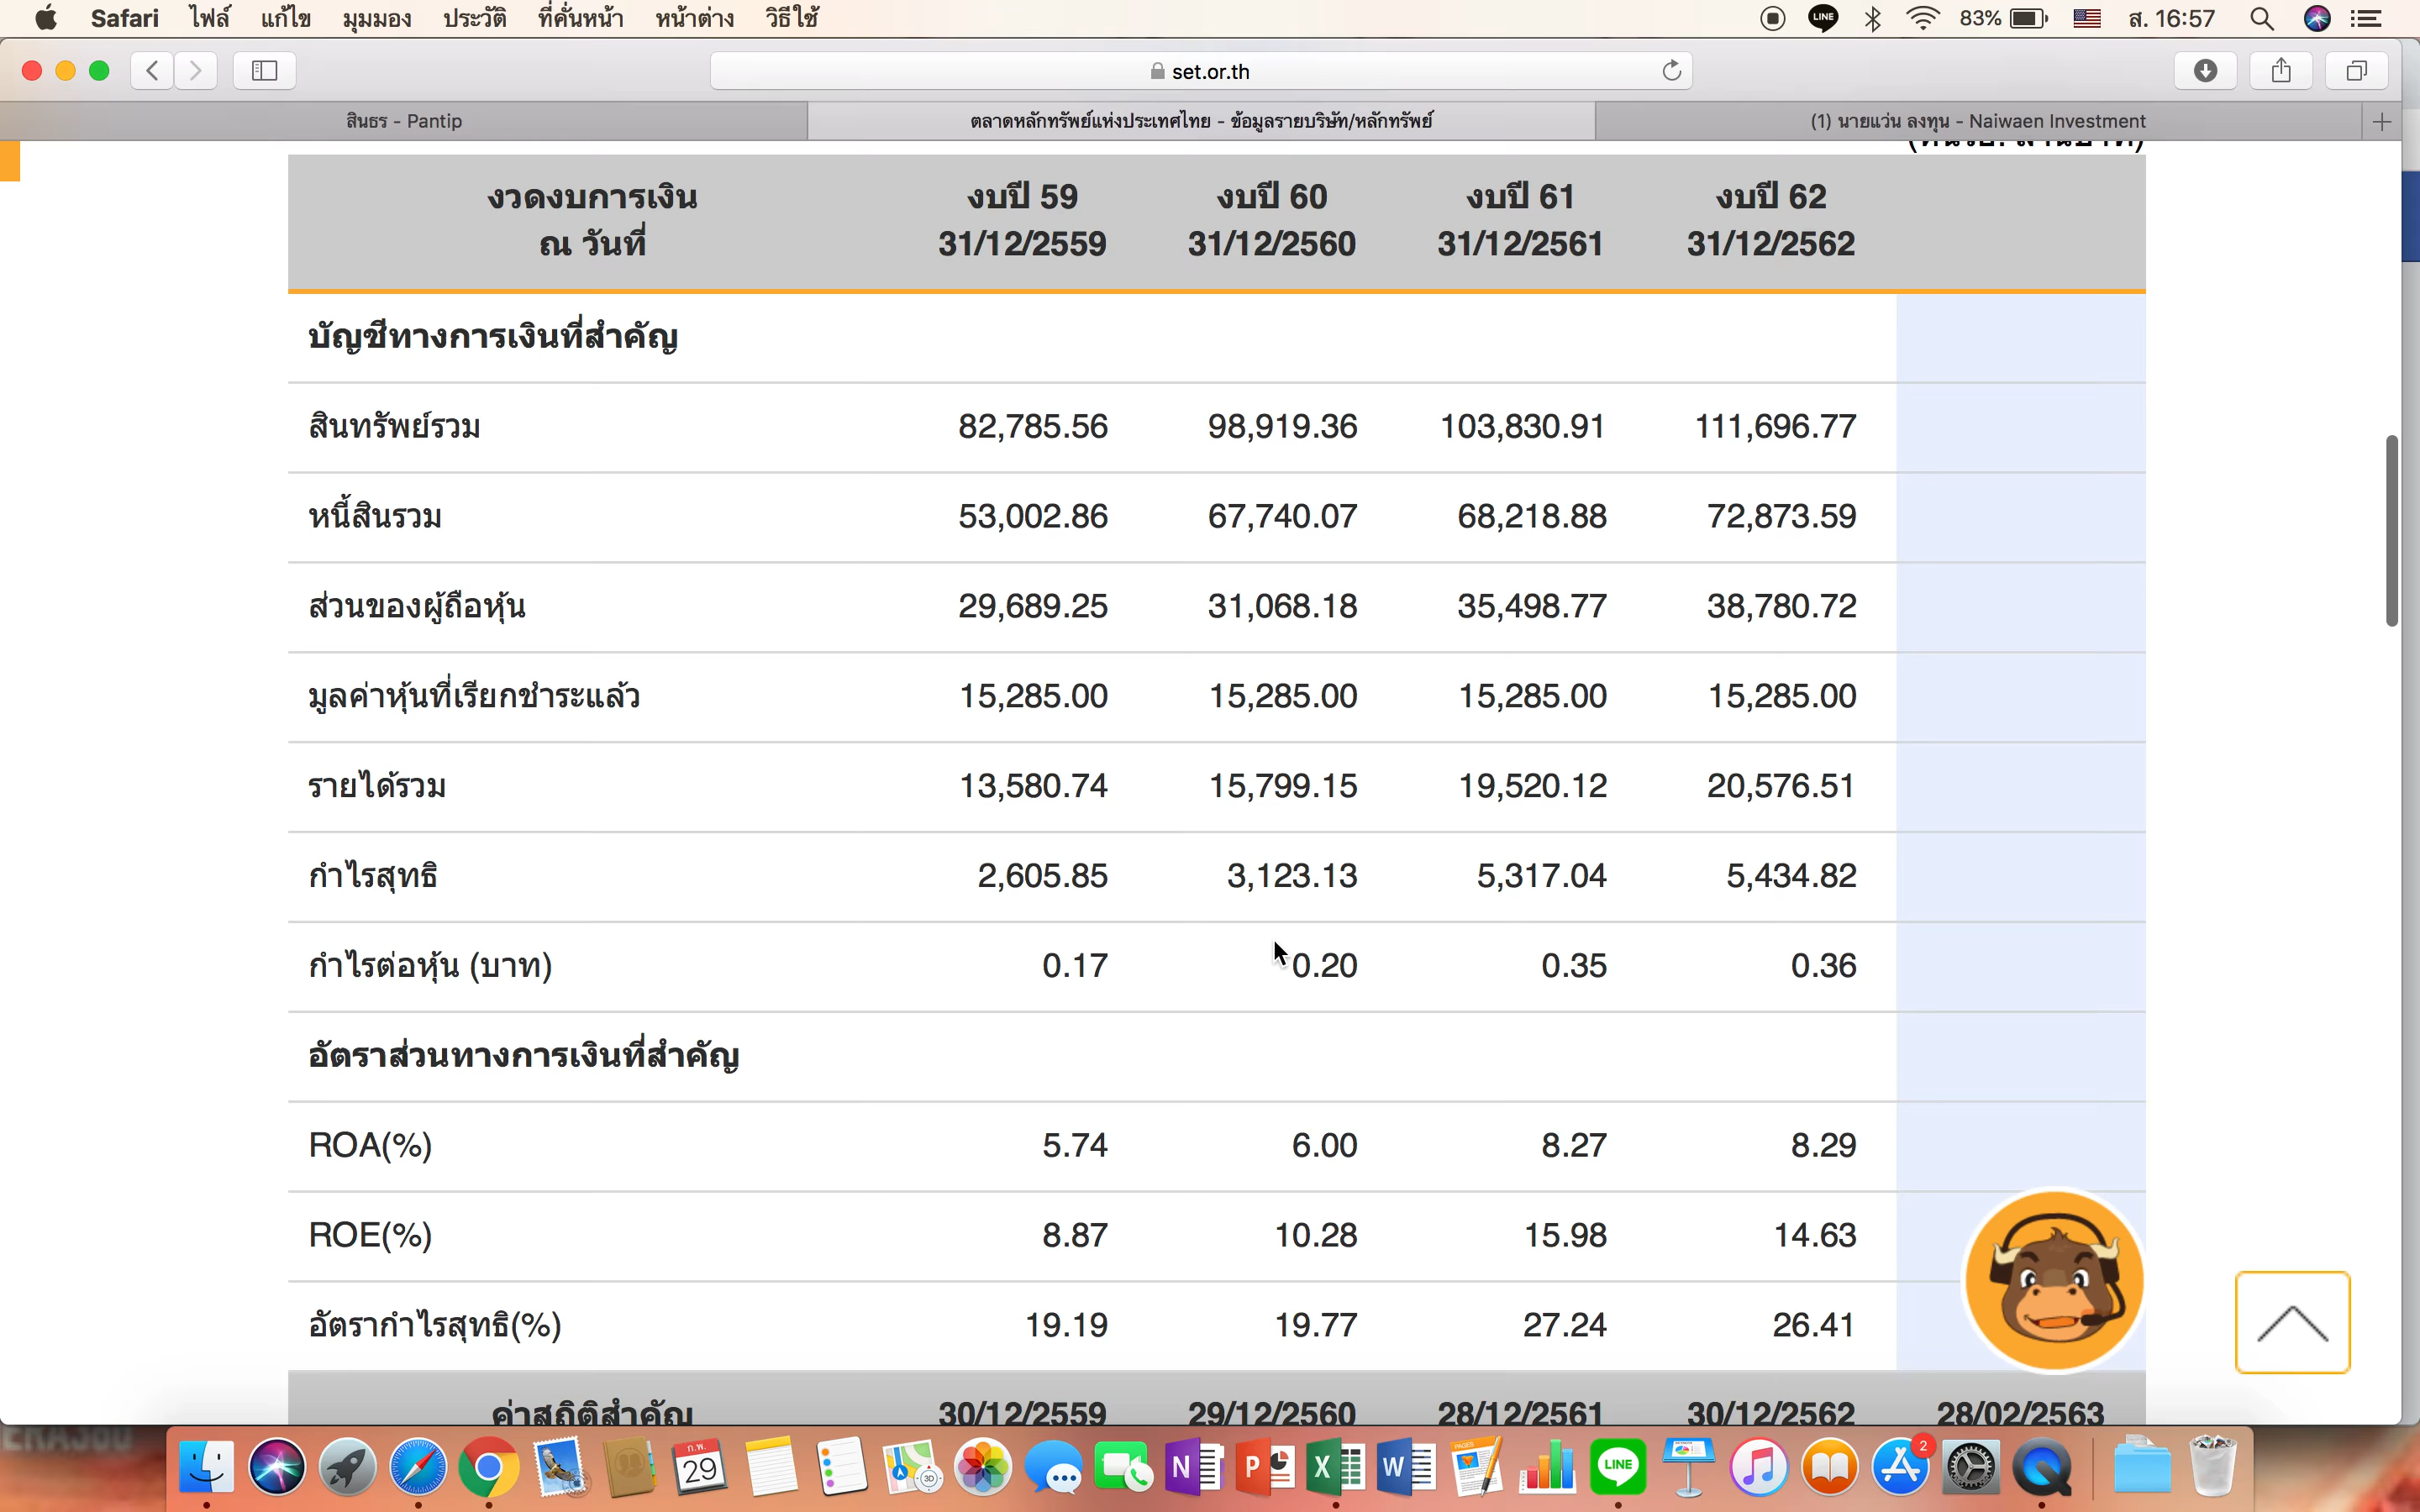 Safari ไฟล์ แก้ไข มุมมอง ประวัติ ที่คั่นหน้า หน้าต่าง วิธีใช้ LINE 83% ส. 16:57
set.or.th
สินธร - Pantip ตลาดหลักทรัพย์แห่งประเทศไทย - ข้อมูลรายบริษัท/หลักทรัพย์ (1) นายแว่น ลงทุน - Naiwaen Investment
งวดงบการเงิน งบปี 59 งบปี 60 งบปี 61 งบปี 62
ณ วันที่ 31/12/2559 31/12/2560 31/12/2561 31/12/2562
บัญชีทางการเงินที่สำคัญ
สินทรัพย์รวม 82,785.56 98,919.36 103,830.91 111,696.77
หนี้สินรวม 53,002.86 67,740.07 68,218.88 72,873.59
ส่วนของผู้ถือหุ้น 29,689.25 31,068.18 35,498.77 38,780.72
มูลค่าหุ้นที่เรียกชำระแล้ว 15,285.00 15,285.00 15,285.00 15,285.00
รายได้รวม 13,580.74 15,799.15 19,520.12 20,576.51
กำไรสุทธิ 2,605.85 3,123.13 5,317.04 5,434.82
กำไรต่อหุ้น (บาท) 0.17 0.20 0.35 0.36
อัตราส่วนทางการเงินที่สำคัญ
ROA(%) 5.74 6.00 8.27 8.29
ROE(%) 8.87 10.28 15.98 14.63
อัตรากำไรสุทธิ(%) 19.19 19.77 27.24 26.41
ค่าสถิติสำคัญ 30/12/2559 29/12/2560 28/12/2561 30/12/2562 28/02/2563
ก.พ. 29 3D N P X W PAGES LINE 2